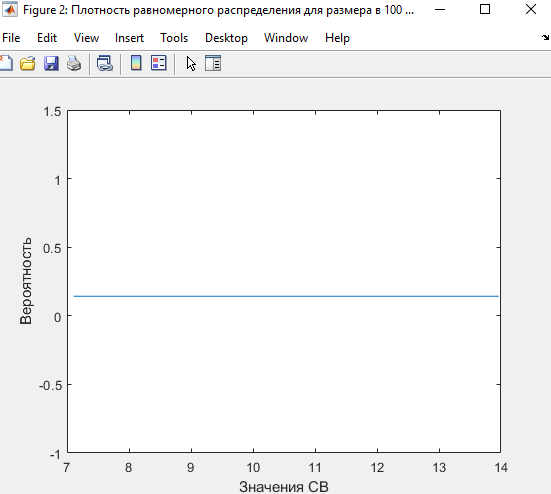 Figure 2: Плотность равномерного распределения для размера в 100 ...
File Edit View Insert Tools Desktop Window Help
1.5
1
0.5
0
-0.5
-1
Вероятность
7 8 9 10 11 12 13 14
Значения СВ